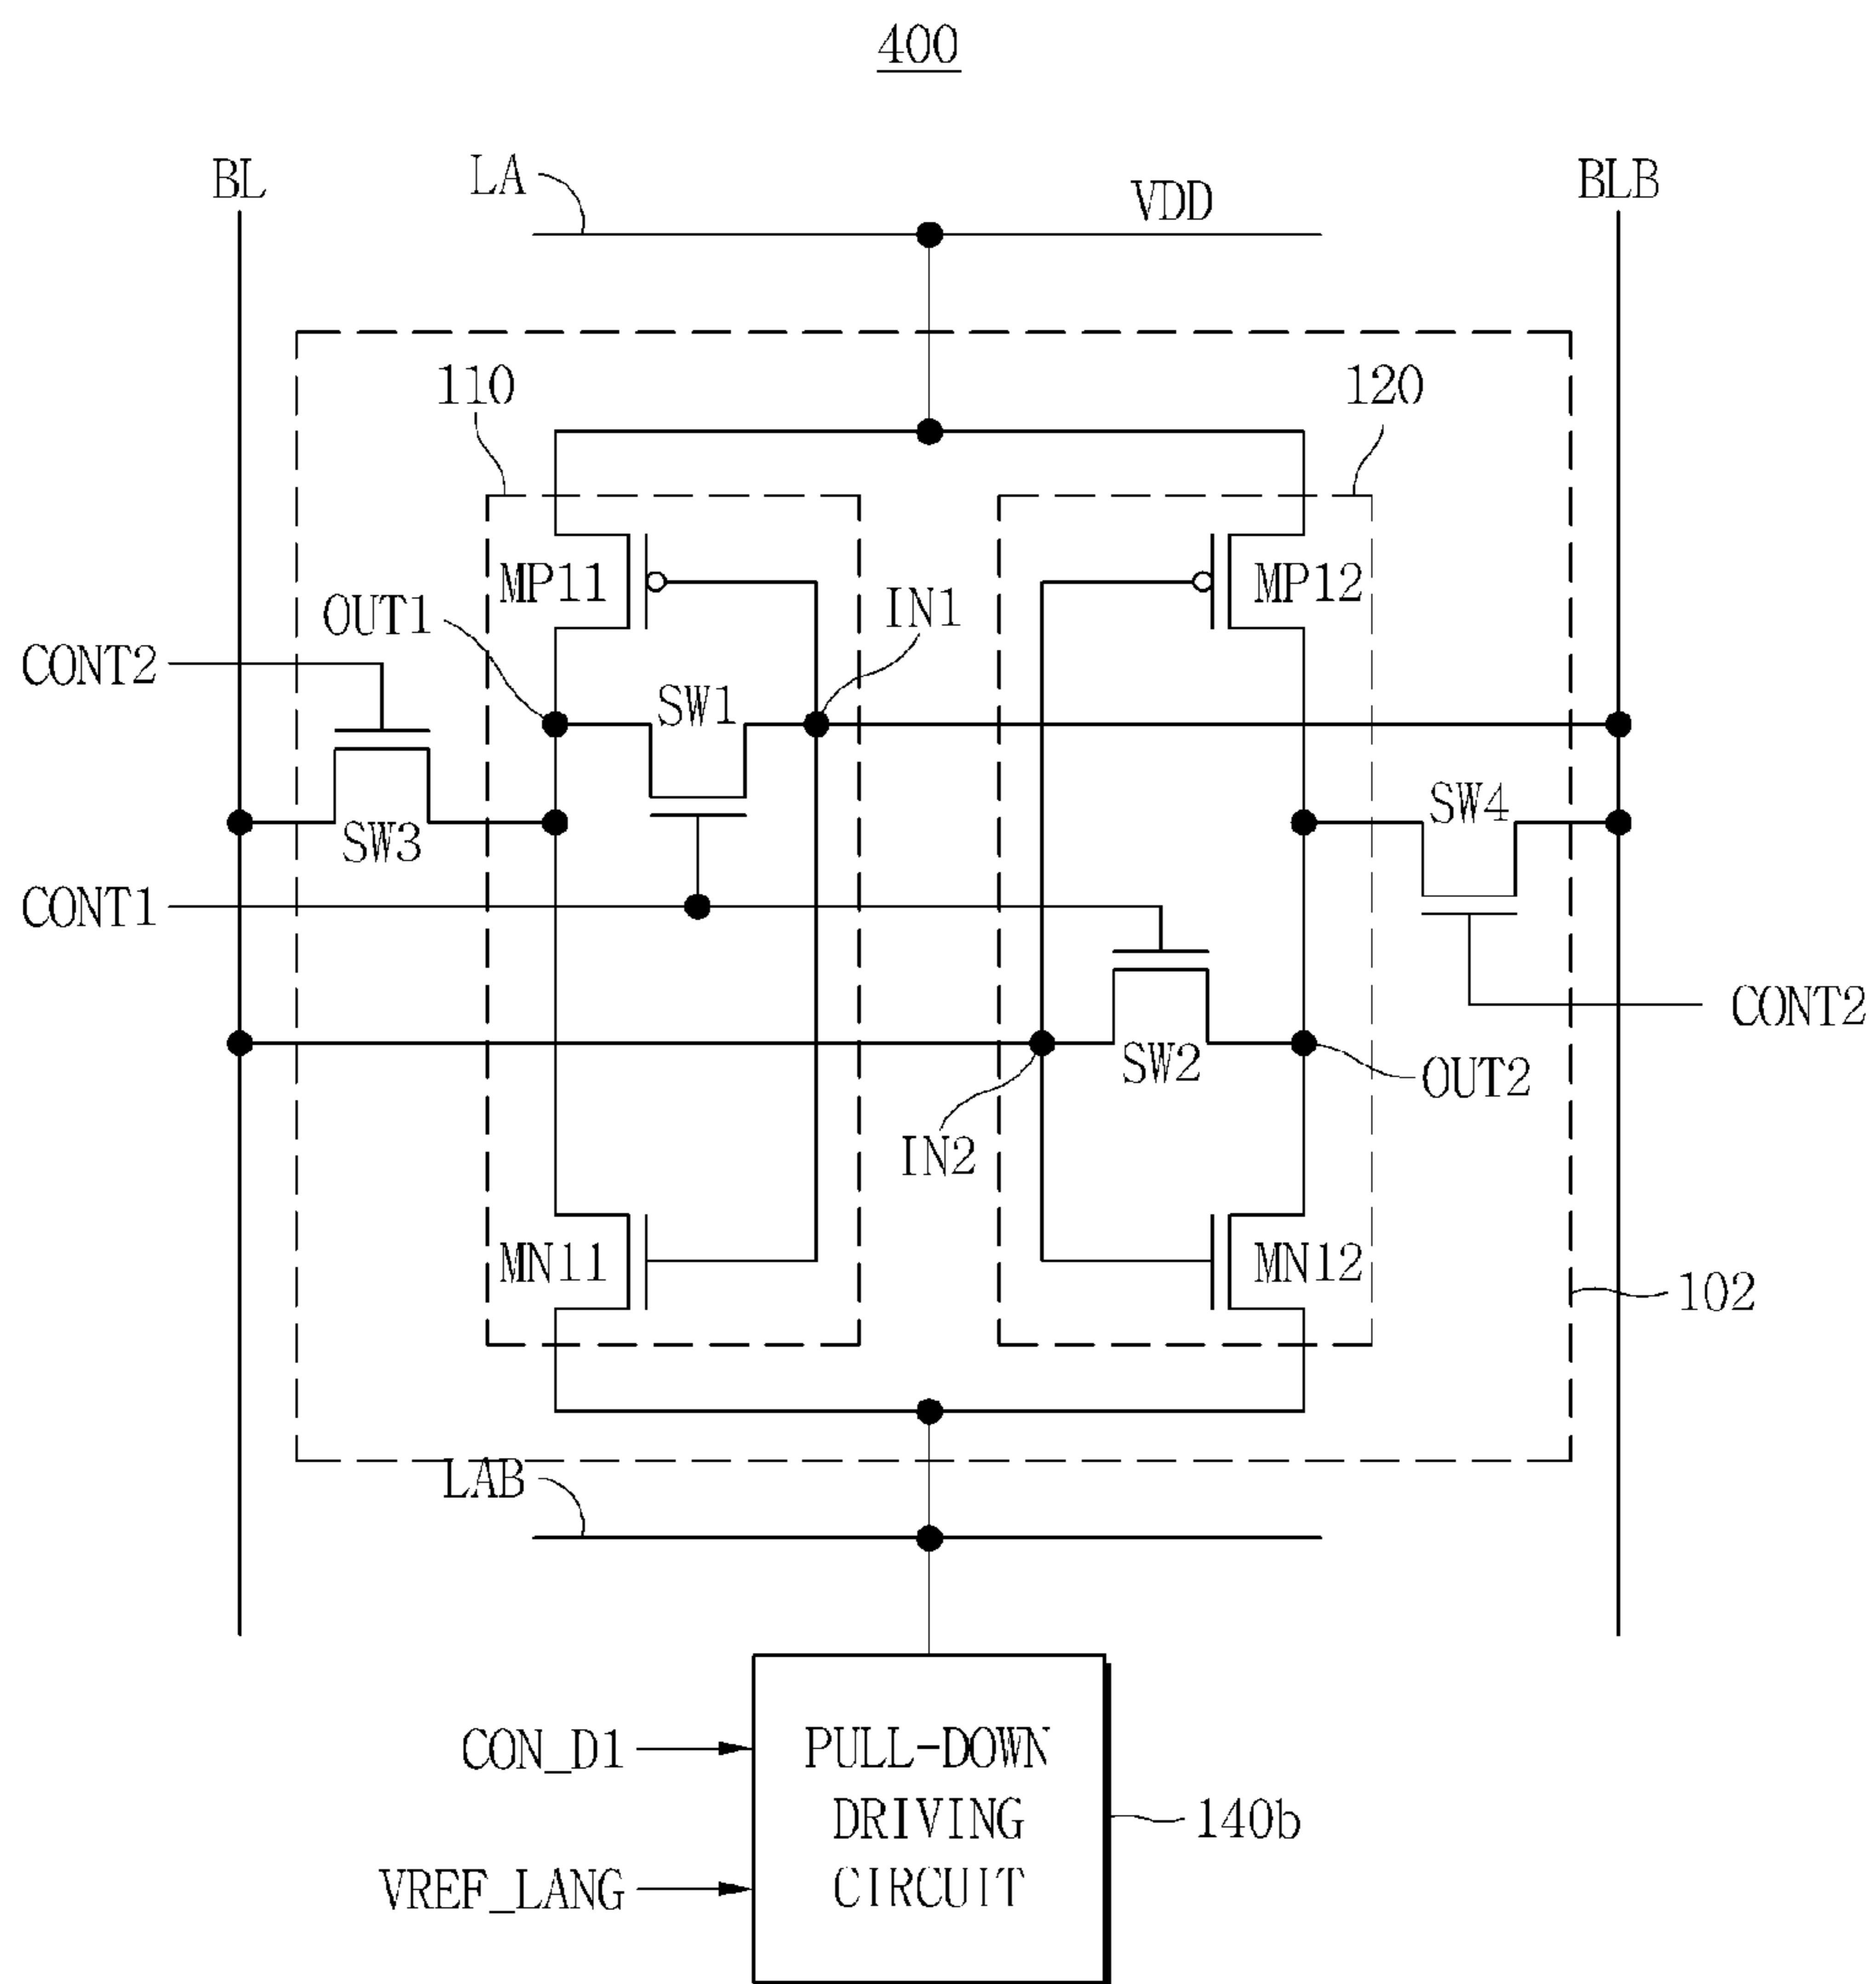 400
BL
LA
VDD
BLB
110
120
MP11
MP12
OUT1
IN1
CONT2
SW1
SW4
SW3
CONT1
CONT2
SW2
OUT2
IN2
MN11
MN12
102
LAB
CON_D1
PULL-DOWN
DRIVING
CIRCUIT
140b
VREF_LANG